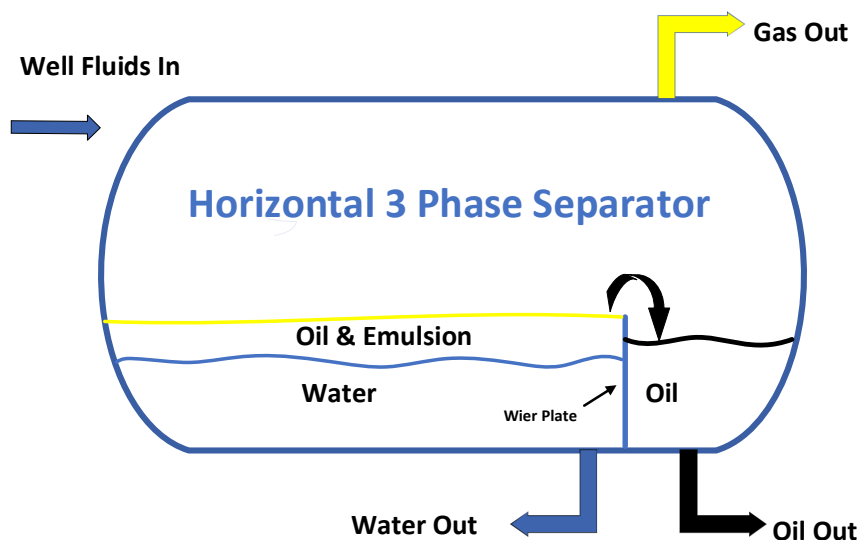 Gas Out
Well Fluids In
Horizontal 3 Phase Separator
Oil & Emulsion
Water
Oil
Wier Plate
Water Out
Oil Out